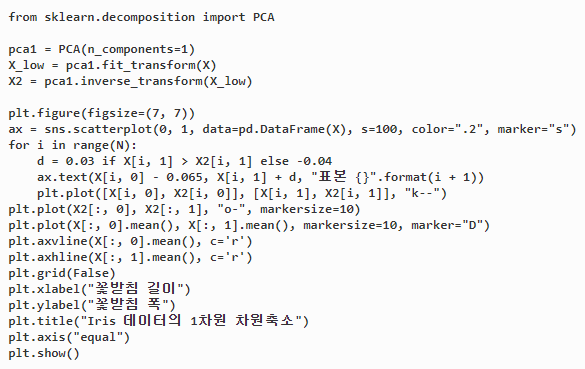 from sklearn.decomposition import PCA
pca1 = PCA(n_components=1)
X_low = pca1.fit_transform(X)
X2 = pca1.inverse_transform(X_low)
plt.figure(figsize=(7, 7))
ax = sns.scatterplot(0, 1, data=pd.DataFrame(X), s=100, color=".2", marker="s")
for i in range(N):
    d = 0.03 if X[i, 1] > X2[i, 1] else -0.04
    ax.text(X[i, 0] - 0.065, X[i, 1] + d, "표본 {}".format(i + 1))
    plt.plot([X[i, 0], X2[i, 0]], [X[i, 1], X2[i, 1]], "k--")
plt.plot(X2[:, 0], X2[:, 1], "o-", markersize=10)
plt.plot(X[:, 0].mean(), X[:, 1].mean(), markersize=10, marker="D")
plt.axvline(X[:, 0].mean(), c='r')
plt.axhline(X[:, 1].mean(), c='r')
plt.grid(False)
plt.xlabel("꽃받침 길이")
plt.ylabel("꽃받침 폭")
plt.title("Iris 데이터의 1차원 차원축소")
plt.axis("equal")
plt.show()